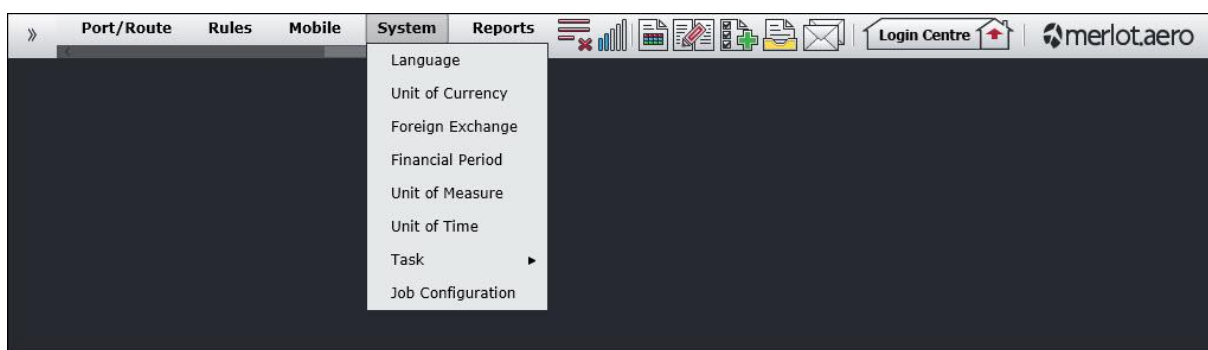 » Port/Route Rules Mobile System Reports Login Centre merlot.aero
Language
Unit of Currency
Foreign Exchange
Financial Period
Unit of Measure
Unit of Time
Task
Job Configuration